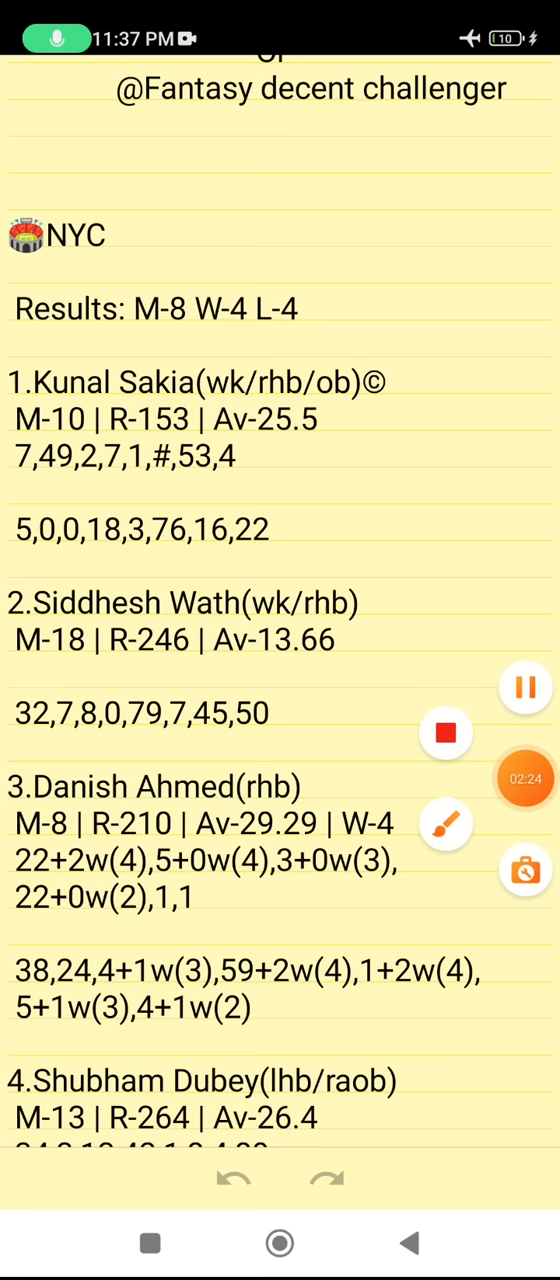 11:37 PM
10
@Fantasy decent challenger
NYC
Results: M-8 W-4 L-4
1.Kunal Sakia(wk/rhb/ob)©
M-10 | R-153 | Av-25.5
7,49,2,7,1,#,53,4
5,0,0,18,3,76,16,22
2.Siddhesh Wath(wk/rhb)
M-18 | R-246 | Av-13.66
32,7,8,0,79,7,45,50
3.Danish Ahmed(rhb)
M-8 | R-210 | Av-29.29 | W-4
22+2w(4),5+0w(4),3+0w(3),
22+0w(2),1,1
38,24,4+1w(3),59+2w(4),1+2w(4),
5+1w(3),4+1w(2)
02:24
4.Shubham Dubey(lhb/raob)
M-13 | R-264 | Av-26.4